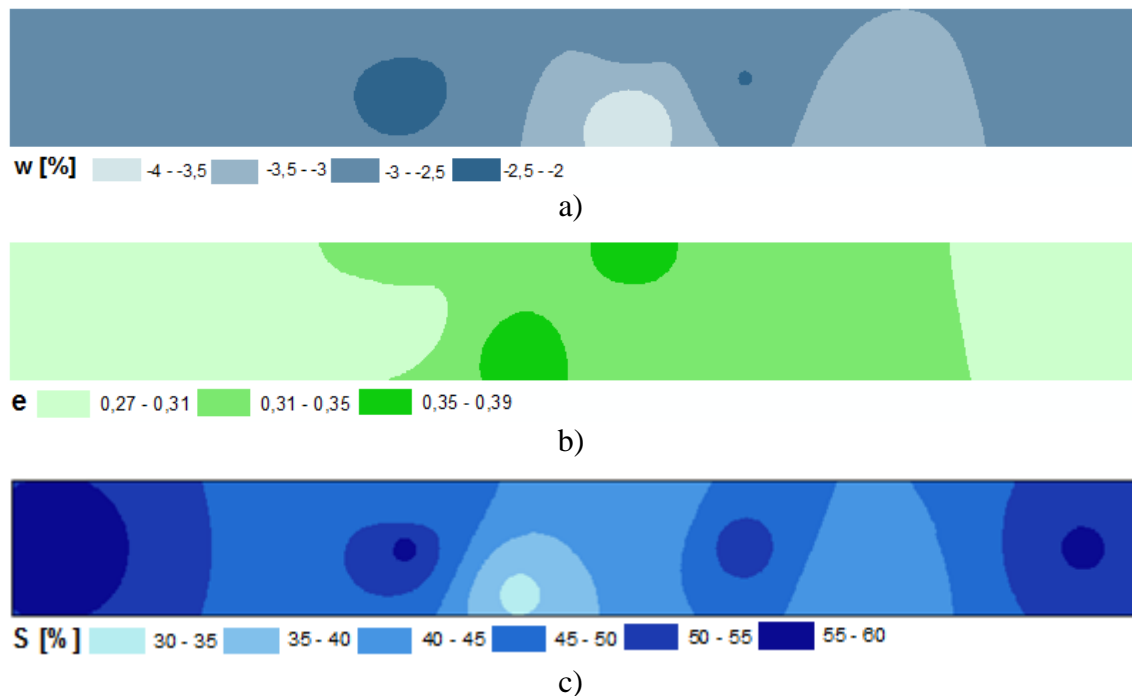 w [%] -4 - -3,5 -3,5 - -3 -3 - -2,5 -2,5 - -2
a)
e 0,27 - 0,31 0,31 - 0,35 0,35 - 0,39
b)
S [%] 30 - 35 35 - 40 40 - 45 45 - 50 50 - 55 55 - 60
c)